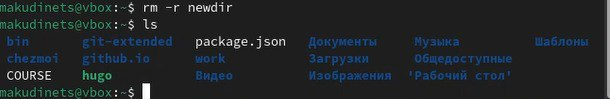 makudinets@vbox:~$ rm -r newdir
makudinets@vbox:~$ ls
bin git-extended package.json Документы Музыка Шаблоны
chezmoi github.io work Загрузки Общедоступные
COURSE hugo Видео Изображения 'Рабочий стол'
makudinets@vbox:~$